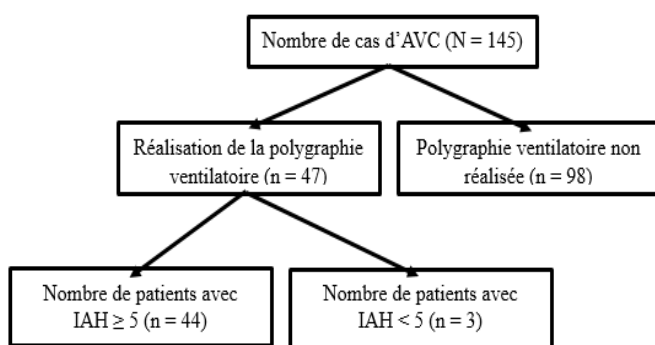 Nombre de cas d'AVC (N = 145)
Réalisation de la polygraphie
ventilatoire (n = 47)
Polygraphie ventilatoire non
réalisée (n = 98)
Nombre de patients avec
IAH ≥ 5 (n = 44)
Nombre de patients avec
IAH < 5 (n = 3)